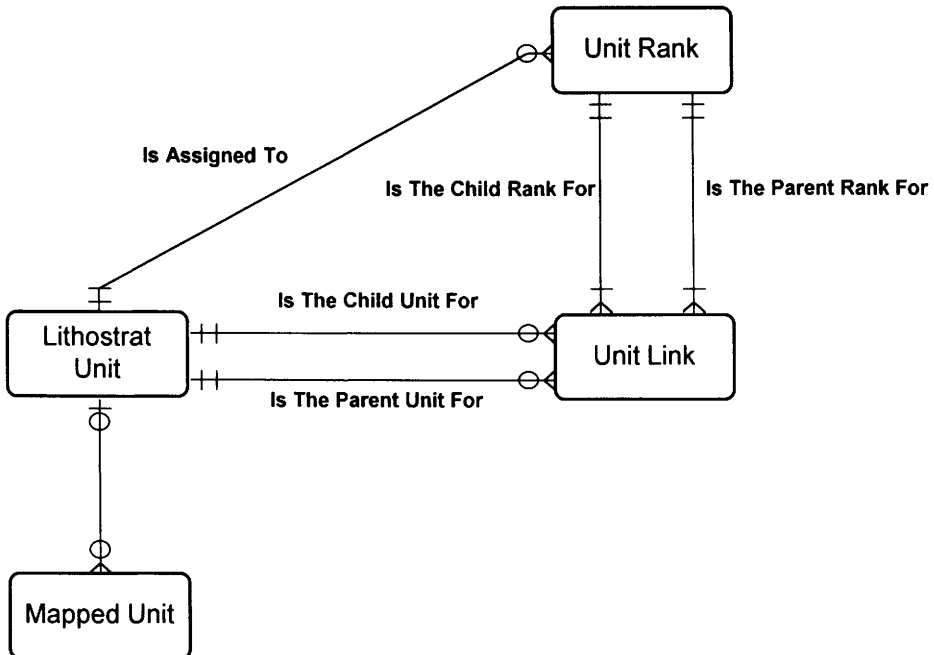 Unit Rank
Is Assigned To
Is The Child Rank For
Is The Parent Rank For
Is The Child Unit For
Lithostrat
Unit
Unit Link
Is The Parent Unit For
Mapped Unit